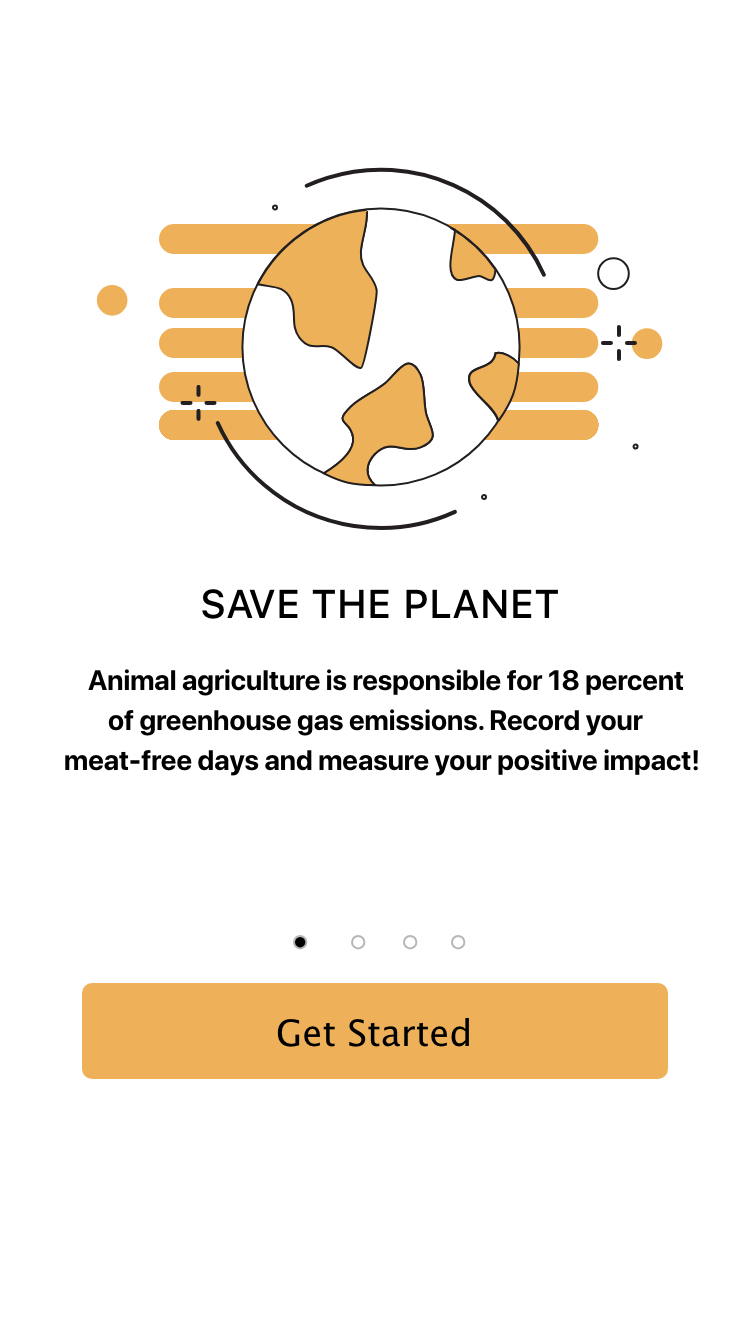 SAVE THE PLANET
Animal agriculture is responsible for 18 percent
of greenhouse gas emissions. Record your
meat-free days and measure your positive impact!
Get Started